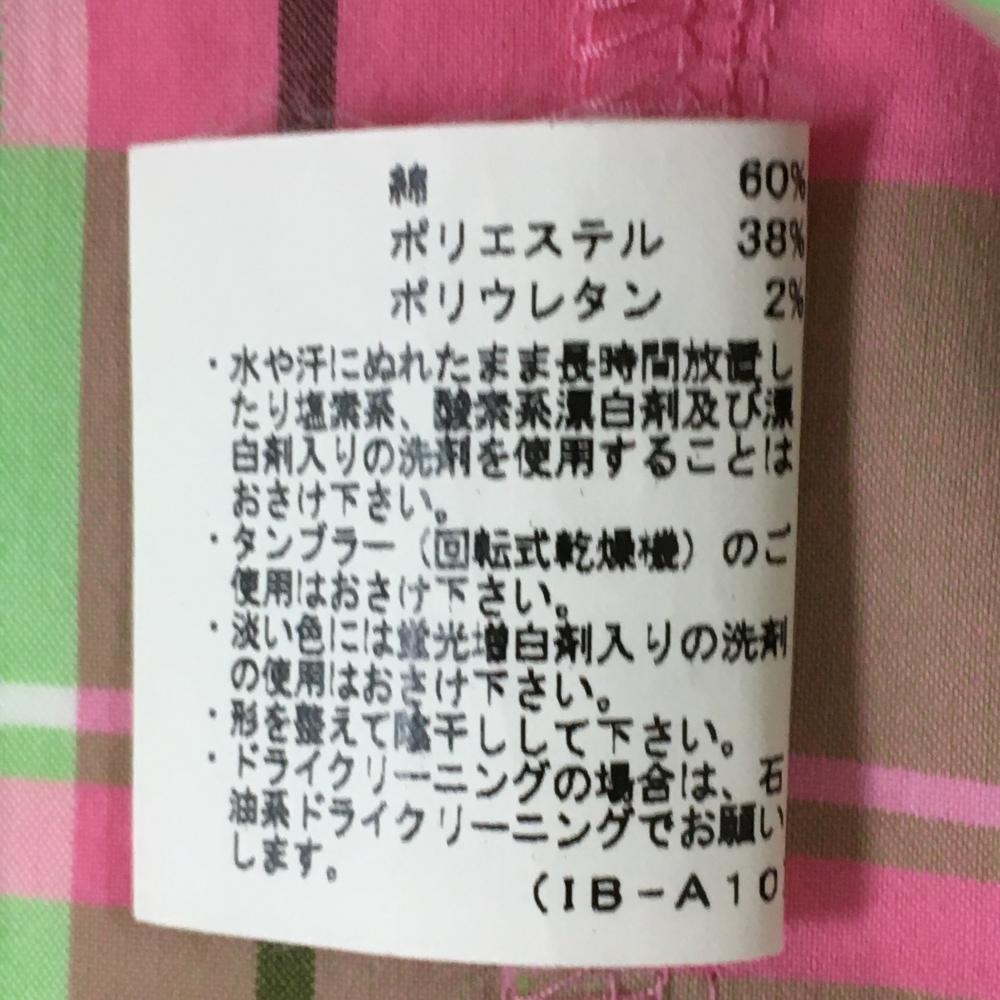 綿 60%
ポリエステル 38%
ポリウレタン 2%
・水や汗にぬれたまま長時間放置し
たり塩素系、酸素系漂白剤及び漂
白剤入りの洗剤を使用することは
おさけ下さい。
・タンブラー（回転式乾燥機）のご
使用はおさけ下さい。
・淡い色には蛍光増白剤入りの洗剤
の使用はおさけ下さい。
・形を整えて陰干しして下さい。
・ドライクリーニングの場合は、石
油系ドライクリーニングでお願い
します。
（IB－A10